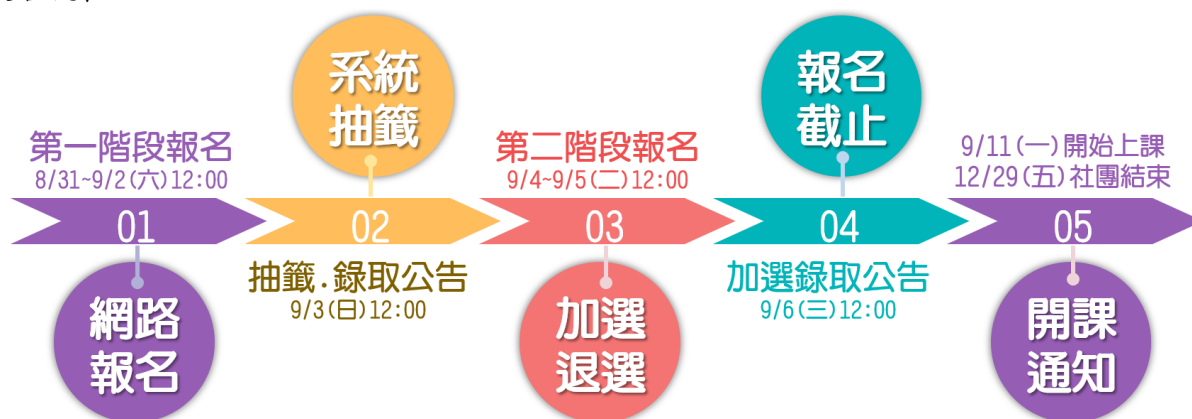 第一階段報名
8/31~9/2(六)12:00
01
網路
報名
系統
抽籤
02
抽籤.錄取公告
9/3(日)12:00
第二階段報名
9/4~9/5(二)12:00
03
加選
退選
報名
截止
04
加選錄取公告
9/6(三)12:00
9/11(一)開始上課
12/29(五)社團結束
05
開課
通知